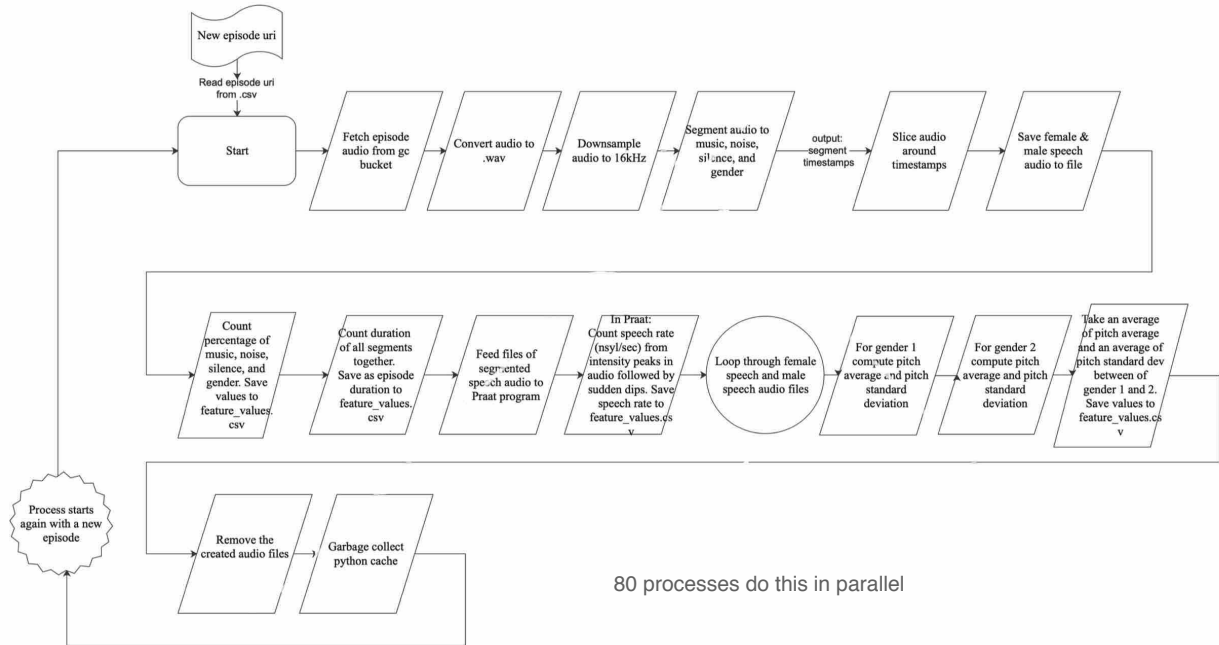 New episode uri
Read episode uri
from .csv
Start
Fetch episode
audio from gc
bucket
Convert audio to
.wav
Downsample
audio to 16kHz
Segment audio to
music, noise,
silence, and
gender
output:
segment
timestamps
Slice audio
around
timestamps
Save female &
male speech
audio to file
Count
percentage of
music, noise,
silence, and
gender. Save
values to
feature_values.
csv
Count duration
of all segments
together.
Save as episode
duration to
feature_values.
csv
Feed files of
segmented
speech audio to
Praat program
In Praat:
Count speech rate
(nsyl/sec) from
intensity peaks in
audio followed by
sudden dips. Save
speech rate to
feature_values.cs
v
Loop through female
speech and male
speech audio files
For gender 1
compute pitch
average and pitch
standard
deviation
For gender 2
compute pitch
average and pitch
standard
deviation
Take an average
of pitch average
and an average of
pitch standard dev
between of
gender 1 and 2.
Save values to
feature_values.cs
v
Process starts
again with a new
episode
Remove the
created audio files
Garbage collect
python cache
80 processes do this in parallel